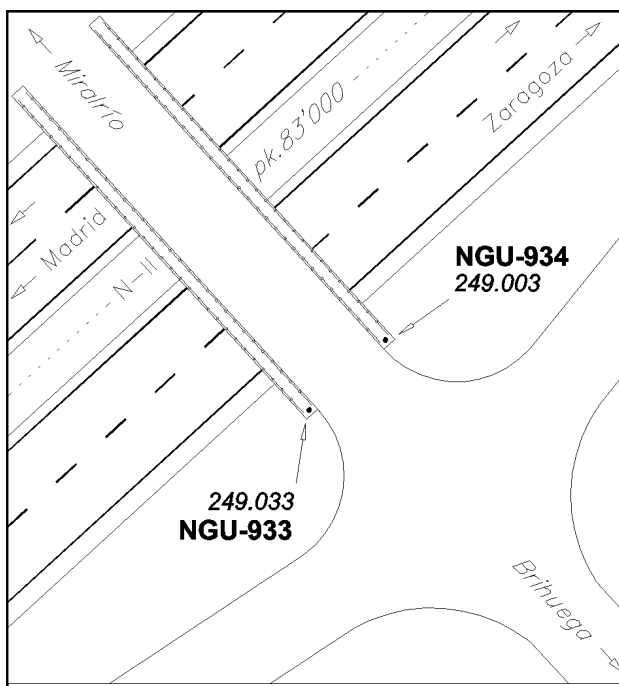 Miralrío
Zaragoza
pk.83'000
Madrid
N-II
NGU-934
249.003
249.033
NGU-933
Brihuega